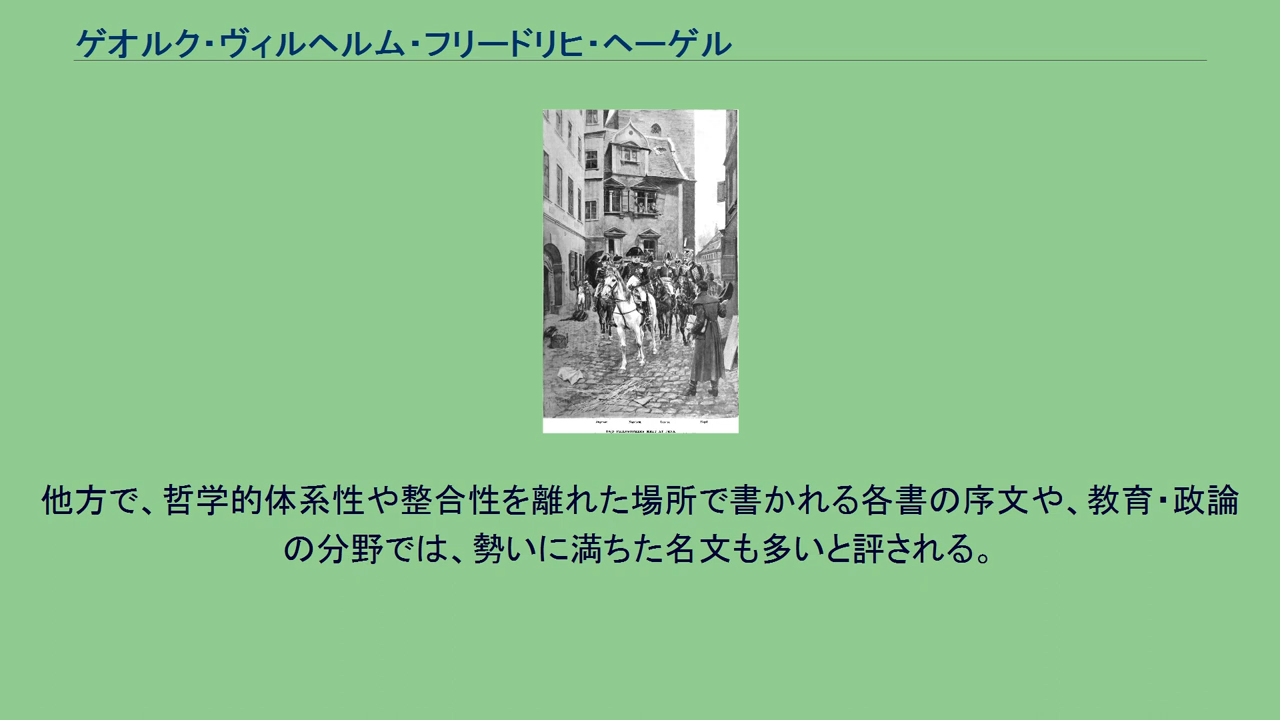 ゲオルク・ヴィルヘルム・フリードリヒ・ヘーゲル
他方で、哲学的体系性や整合性を離れた場所で書かれる各書の序文や、教育・政論
の分野では、勢いに満ちた名文も多いと評される。